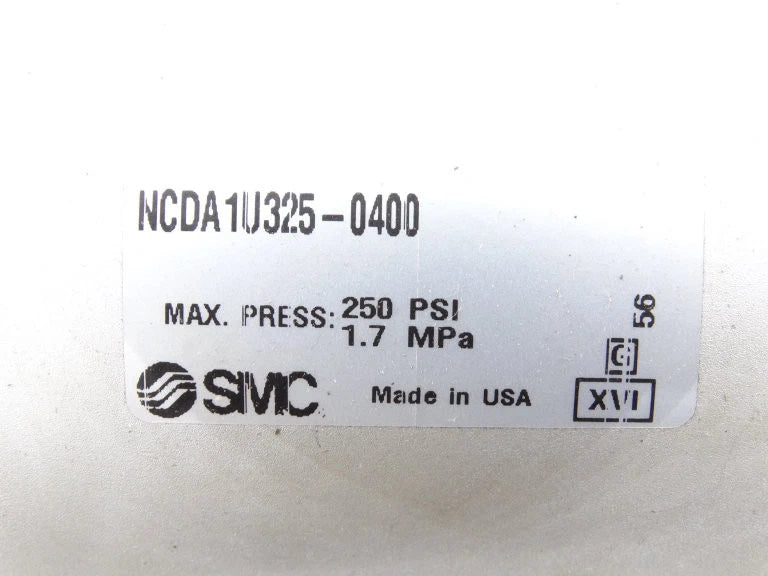 NCDA1U325-0400
MAX. PRESS: 250 PSI
1.7 MPa
56
G
SMC Made in USA XVI